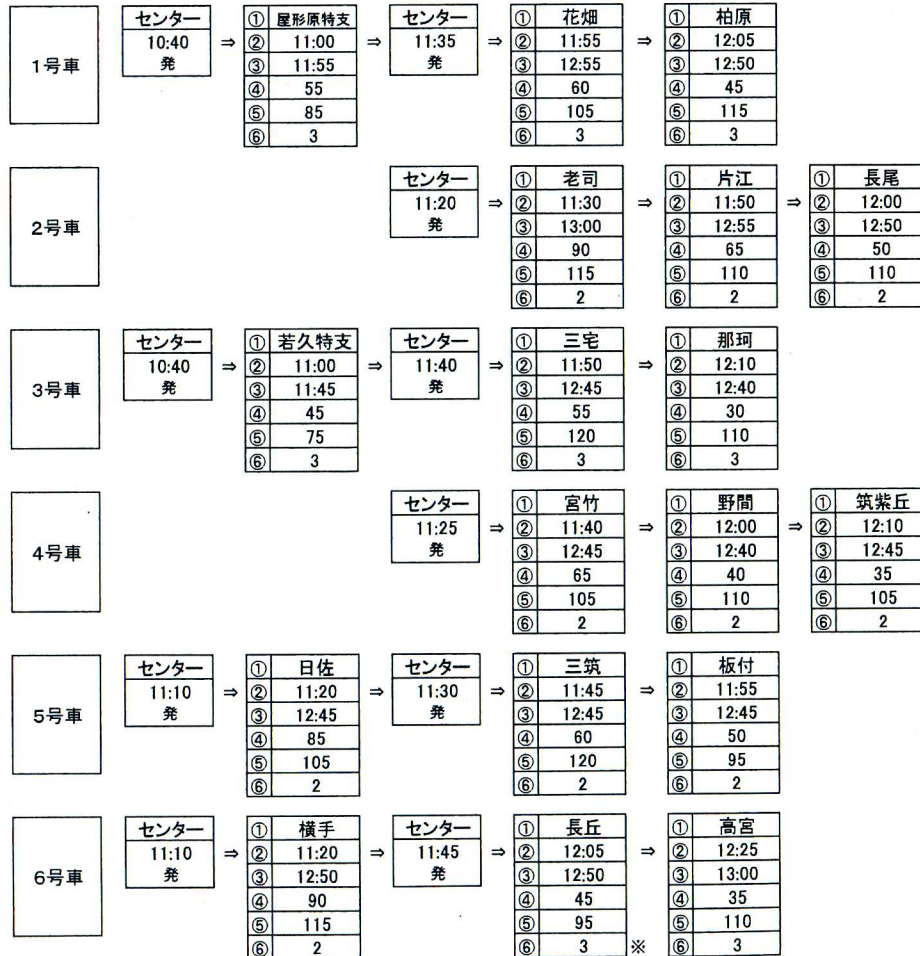 1号車
センター
10:40
発
⇒
① 屋形原特支
② 11:00
③ 11:55
④ 55
⑤ 85
⑥ 3
⇒
センター
11:35
発
⇒
① 花畑
② 11:55
③ 12:55
④ 60
⑤ 105
⑥ 3
⇒
① 柏原
② 12:05
③ 12:50
④ 45
⑤ 115
⑥ 3
2号車
センター
11:20
発
⇒
① 老司
② 11:30
③ 13:00
④ 90
⑤ 115
⑥ 2
⇒
① 片江
② 11:50
③ 12:55
④ 65
⑤ 110
⑥ 2
⇒
① 長尾
② 12:00
③ 12:50
④ 50
⑤ 110
⑥ 2
3号車
センター
10:40
発
⇒
① 若久特支
② 11:00
③ 11:45
④ 45
⑤ 75
⑥ 3
⇒
センター
11:40
発
⇒
① 三宅
② 11:50
③ 12:45
④ 55
⑤ 120
⑥ 3
⇒
① 那珂
② 12:10
③ 12:40
④ 30
⑤ 110
⑥ 3
4号車
センター
11:25
発
⇒
① 宮竹
② 11:40
③ 12:45
④ 65
⑤ 105
⑥ 2
⇒
① 野間
② 12:00
③ 12:40
④ 40
⑤ 110
⑥ 2
⇒
① 筑紫丘
② 12:10
③ 12:45
④ 35
⑤ 105
⑥ 2
5号車
センター
11:10
発
⇒
① 日佐
② 11:20
③ 12:45
④ 85
⑤ 105
⑥ 2
⇒
センター
11:30
発
⇒
① 三筑
② 11:45
③ 12:45
④ 60
⑤ 120
⑥ 2
⇒
① 板付
② 11:55
③ 12:45
④ 50
⑤ 95
⑥ 2
6号車
センター
11:10
発
⇒
① 横手
② 11:20
③ 12:50
④ 90
⑤ 115
⑥ 2
⇒
センター
11:45
発
⇒
① 長丘
② 12:05
③ 12:50
④ 45
⑤ 95
⑥ 3
⇒
※
① 高宮
② 12:25
③ 13:00
④ 35
⑤ 110
⑥ 3